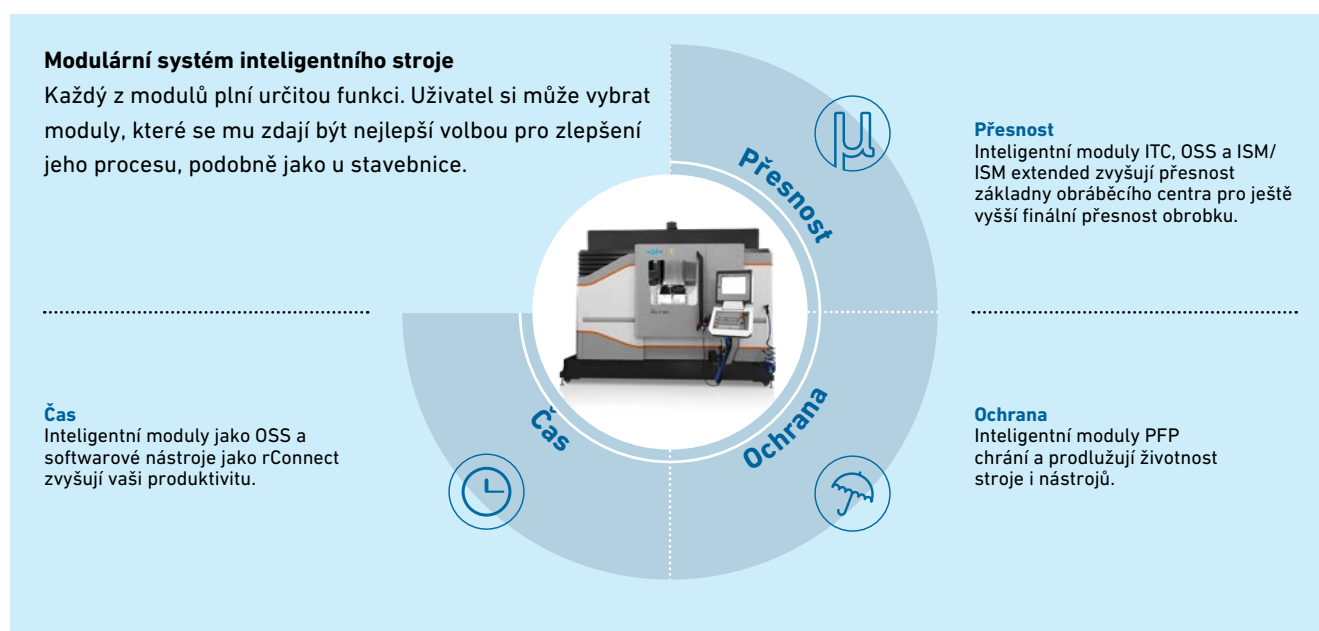 Modulární systém inteligentního stroje
Každý z modulů plní určitou funkci. Uživatel si může vybrat
moduly, které se mu zdají být nejlepší volbou pro zlepšení
jeho procesu, podobně jako u stavebnice.
µ
Přesnost
Přesnost
Inteligentní moduly ITC, OSS a ISM/
ISM extended zvyšují přesnost
základny obráběcího centra pro ještě
vyšší finální přesnost obrobku.
Čas
Inteligentní moduly jako OSS a
softwarové nástroje jako rConnect
zvyšují vaši produktivitu.
Čas
Ochrana
Ochrana
Inteligentní moduly PFP
chrání a prodlužují životnost
stroje i nástrojů.